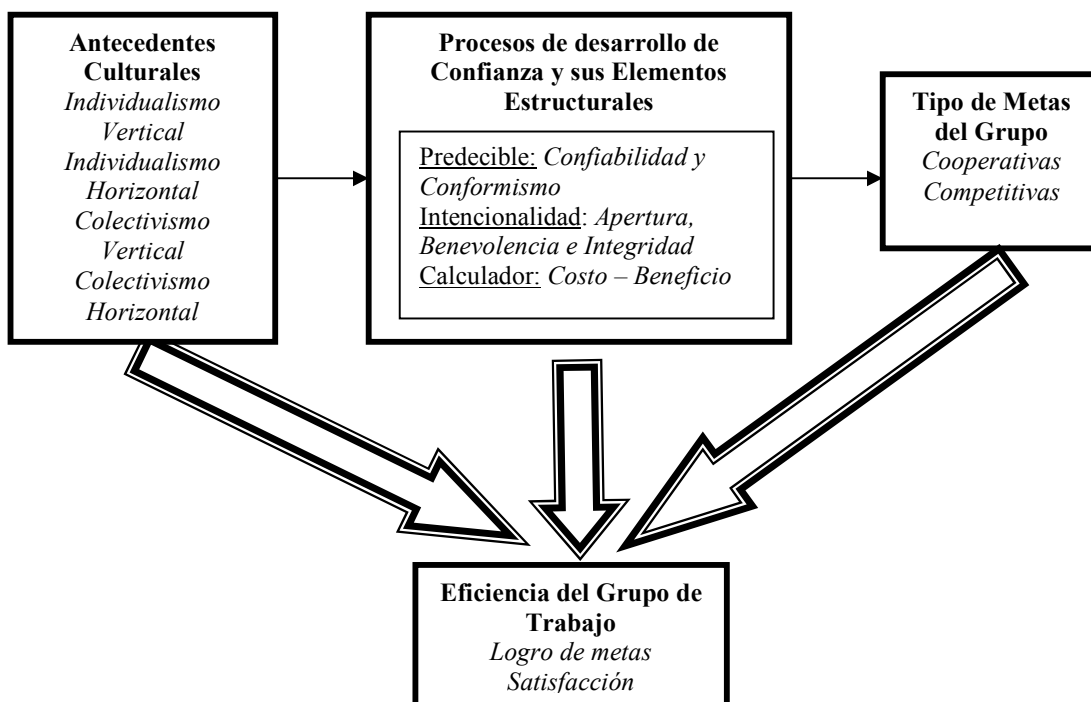 Antecedentes
Culturales
Individualismo
Vertical
Individualismo
Horizontal
Colectivismo
Vertical
Colectivismo
Horizontal
Procesos de desarrollo de
Confianza y sus Elementos
Estructurales
Predecible: Confiabilidad y
Conformismo
Intencionalidad: Apertura,
Benevolencia e Integridad
Calculador: Costo – Beneficio
Tipo de Metas
del Grupo
Cooperativas
Competitivas
Eficiencia del Grupo de
Trabajo
Logro de metas
Satisfacción